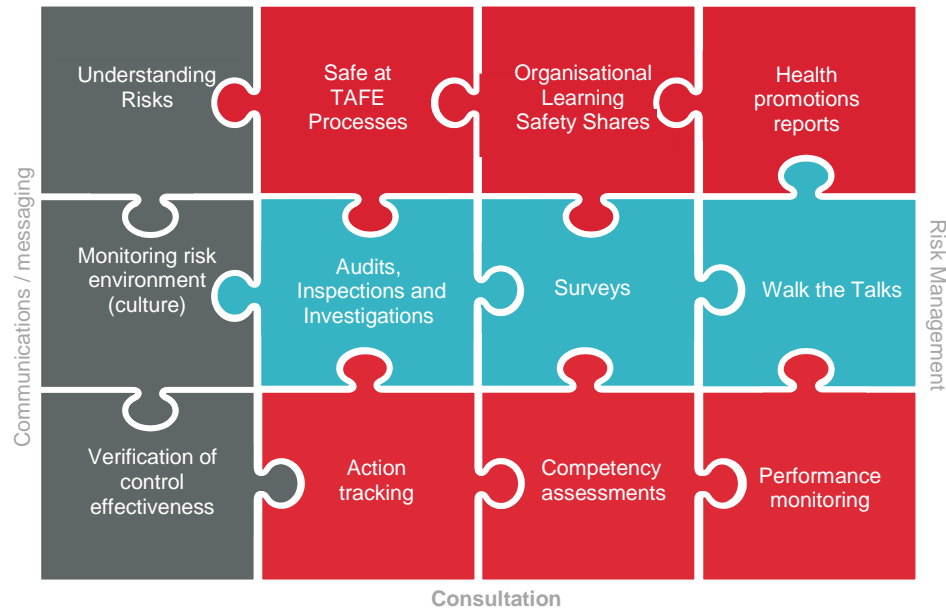 Understanding
Risks
Safe at
TAFE
Processes
Organisational
Learning
Safety Shares
Health
promotions
reports
Communications / messaging
Monitoring risk
environment
(culture)
Audits,
Inspections and
Investigations
Surveys
Walk the Talks
Risk Management
Verification of
control
effectiveness
Action
tracking
Competency
assessments
Performance
monitoring
Consultation